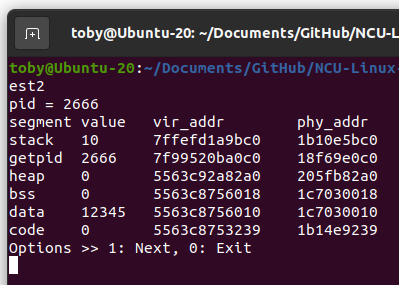 toby@Ubuntu-20: ~/Documents/GitHub/NCU-L
toby@Ubuntu-20:~/Documents/GitHub/NCU-Linux-
est2
pid = 2666
segment value vir_addr phy_addr
stack 10 7ffefd1a9bc0 1b10e5bc0
getpid 2666 7f99520ba0c0 18f69e0c0
heap 0 5563c92a82a0 205fb82a0
bss 0 5563c8756018 1c7030018
data 12345 5563c8756010 1c7030010
code 0 5563c8753239 1b14e9239
Options >> 1: Next, 0: Exit